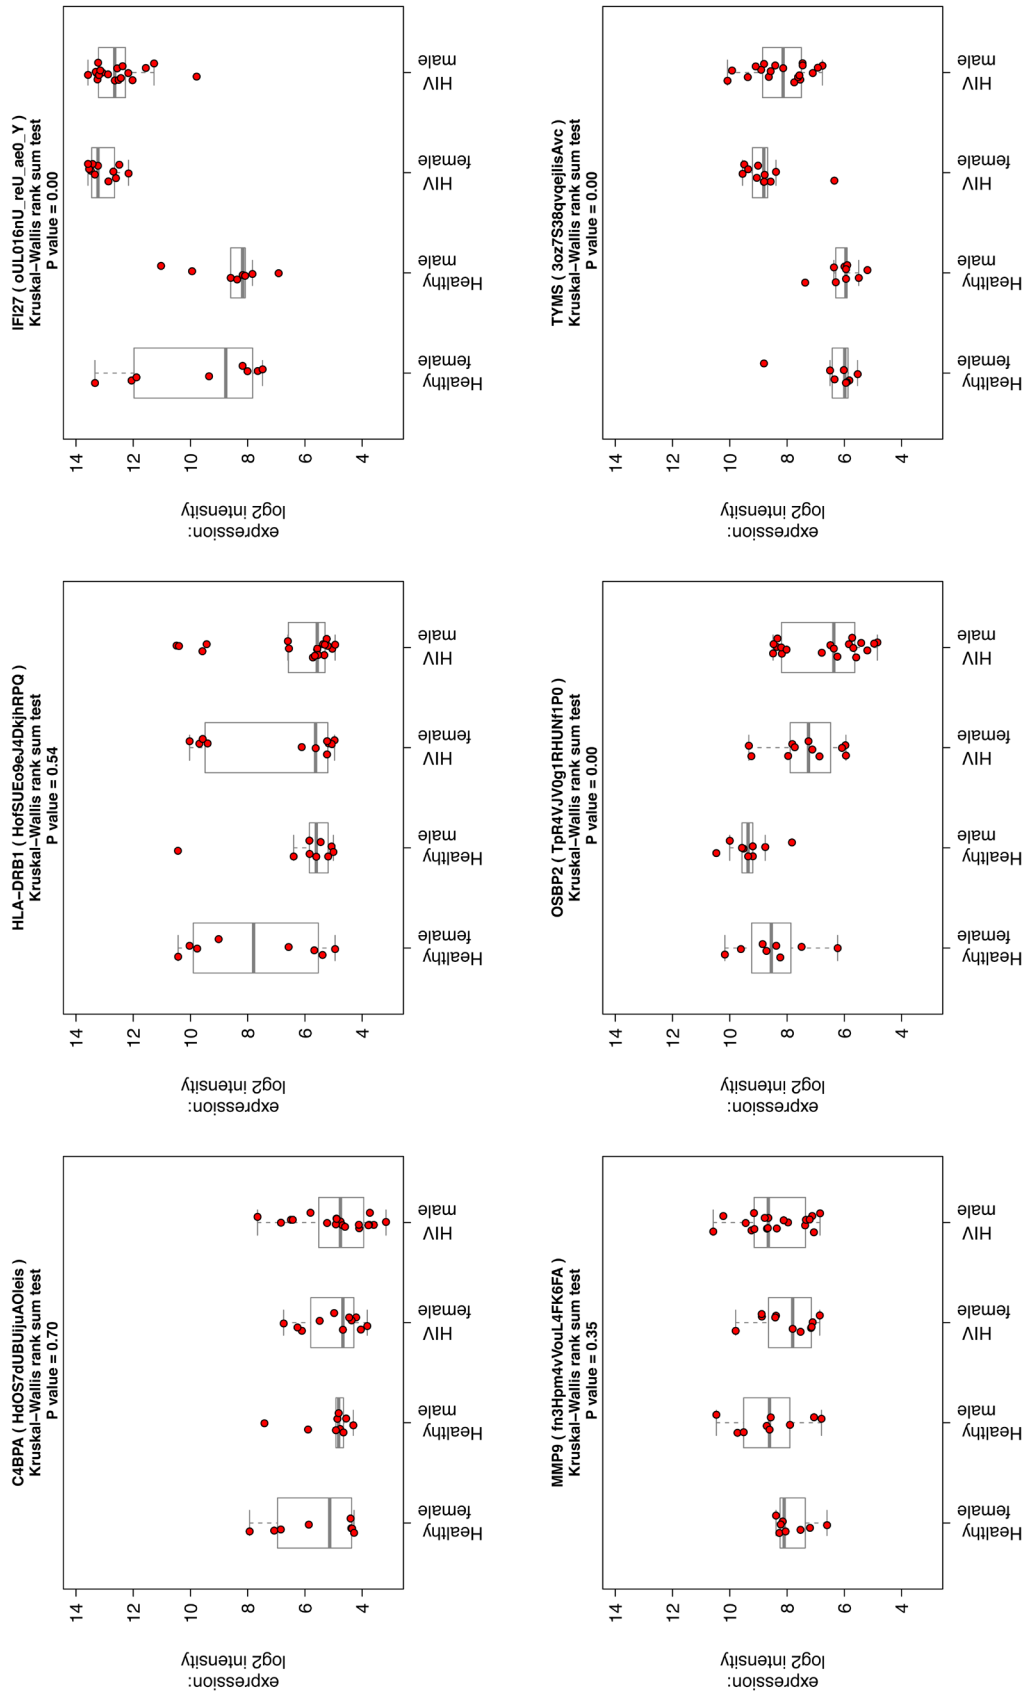 C4BPA ( HdOS7dUBUijuAOIeis )
Kruskal−Wallis rank sum test
P value = 0.70
expression:
log2 intensity
14
12
10
8
6
4
Healthy
female
Healthy
male
HIV
female
HIV
male
HLA−DRB1 ( HofSUEo9eJ4DkjhRPQ )
Kruskal−Wallis rank sum test
P value = 0.54
expression:
log2 intensity
14
12
10
8
6
4
Healthy
female
Healthy
male
HIV
female
HIV
male
IFI27 ( oUL016nU_reU_ae0_Y )
Kruskal−Wallis rank sum test
P value = 0.00
expression:
log2 intensity
14
12
10
8
6
4
Healthy
female
Healthy
male
HIV
female
HIV
male
MMP9 ( fn3Hpm4vVouL4FK6FA )
Kruskal−Wallis rank sum test
P value = 0.35
expression:
log2 intensity
14
12
10
8
6
4
Healthy
female
Healthy
male
HIV
female
HIV
male
OSBP2 ( TpR4VJV0g1RHUNf1P0 )
Kruskal−Wallis rank sum test
P value = 0.00
expression:
log2 intensity
14
12
10
8
6
4
Healthy
female
Healthy
male
HIV
female
HIV
male
TYMS ( 3oz7S38qvqejlisAvc )
Kruskal−Wallis rank sum test
P value = 0.00
expression:
log2 intensity
14
12
10
8
6
4
Healthy
female
Healthy
male
HIV
female
HIV
male